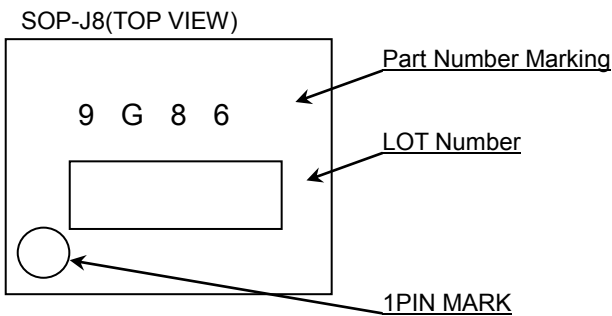 SOP-J8(TOP VIEW)
Part Number Marking
9 G 8 6
LOT Number
1PIN MARK